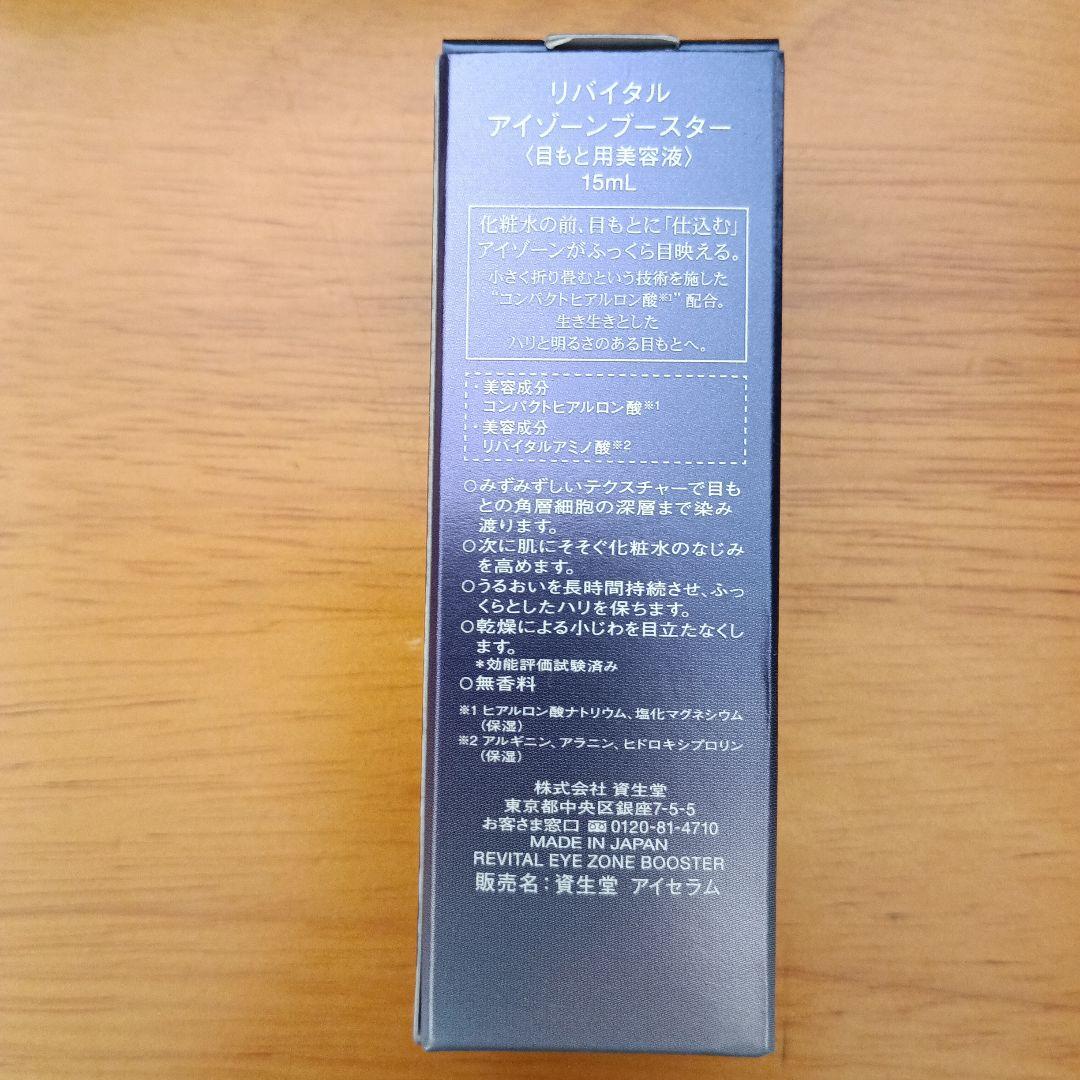 リバイタル
アイゾーンブースター
〈目もと用美容液〉
15mL
化粧水の前、目もとに「仕込む」
アイゾーンがふっくら目映える。
小さく折り畳むという技術を施した
“コンパクトヒアルロン酸※1”配合。
生き生きとした
ハリと明るさのある目もとへ。
・美容成分
コンパクトヒアルロン酸※1
・美容成分
リバイタルアミノ酸※2
○みずみずしいテクスチャーで目も
との角層細胞の深層まで染み
渡ります。
○次に肌にそそぐ化粧水のなじみ
を高めます。
○うるおいを長時間持続させ、ふっ
くらとしたハリを保ちます。
○乾燥による小じわを目立たなくし
ます。
*効能評価試験済み
○無香料
※1 ヒアルロン酸ナトリウム、塩化マグネシウム
（保湿）
※2 アルギニン、アラニン、ヒドロキシプロリン
（保湿）
株式会社 資生堂
東京都中央区銀座7-5-5
お客さま窓口 0120-81-4710
MADE IN JAPAN
REVITAL EYE ZONE BOOSTER
販売名：資生堂 アイセラム